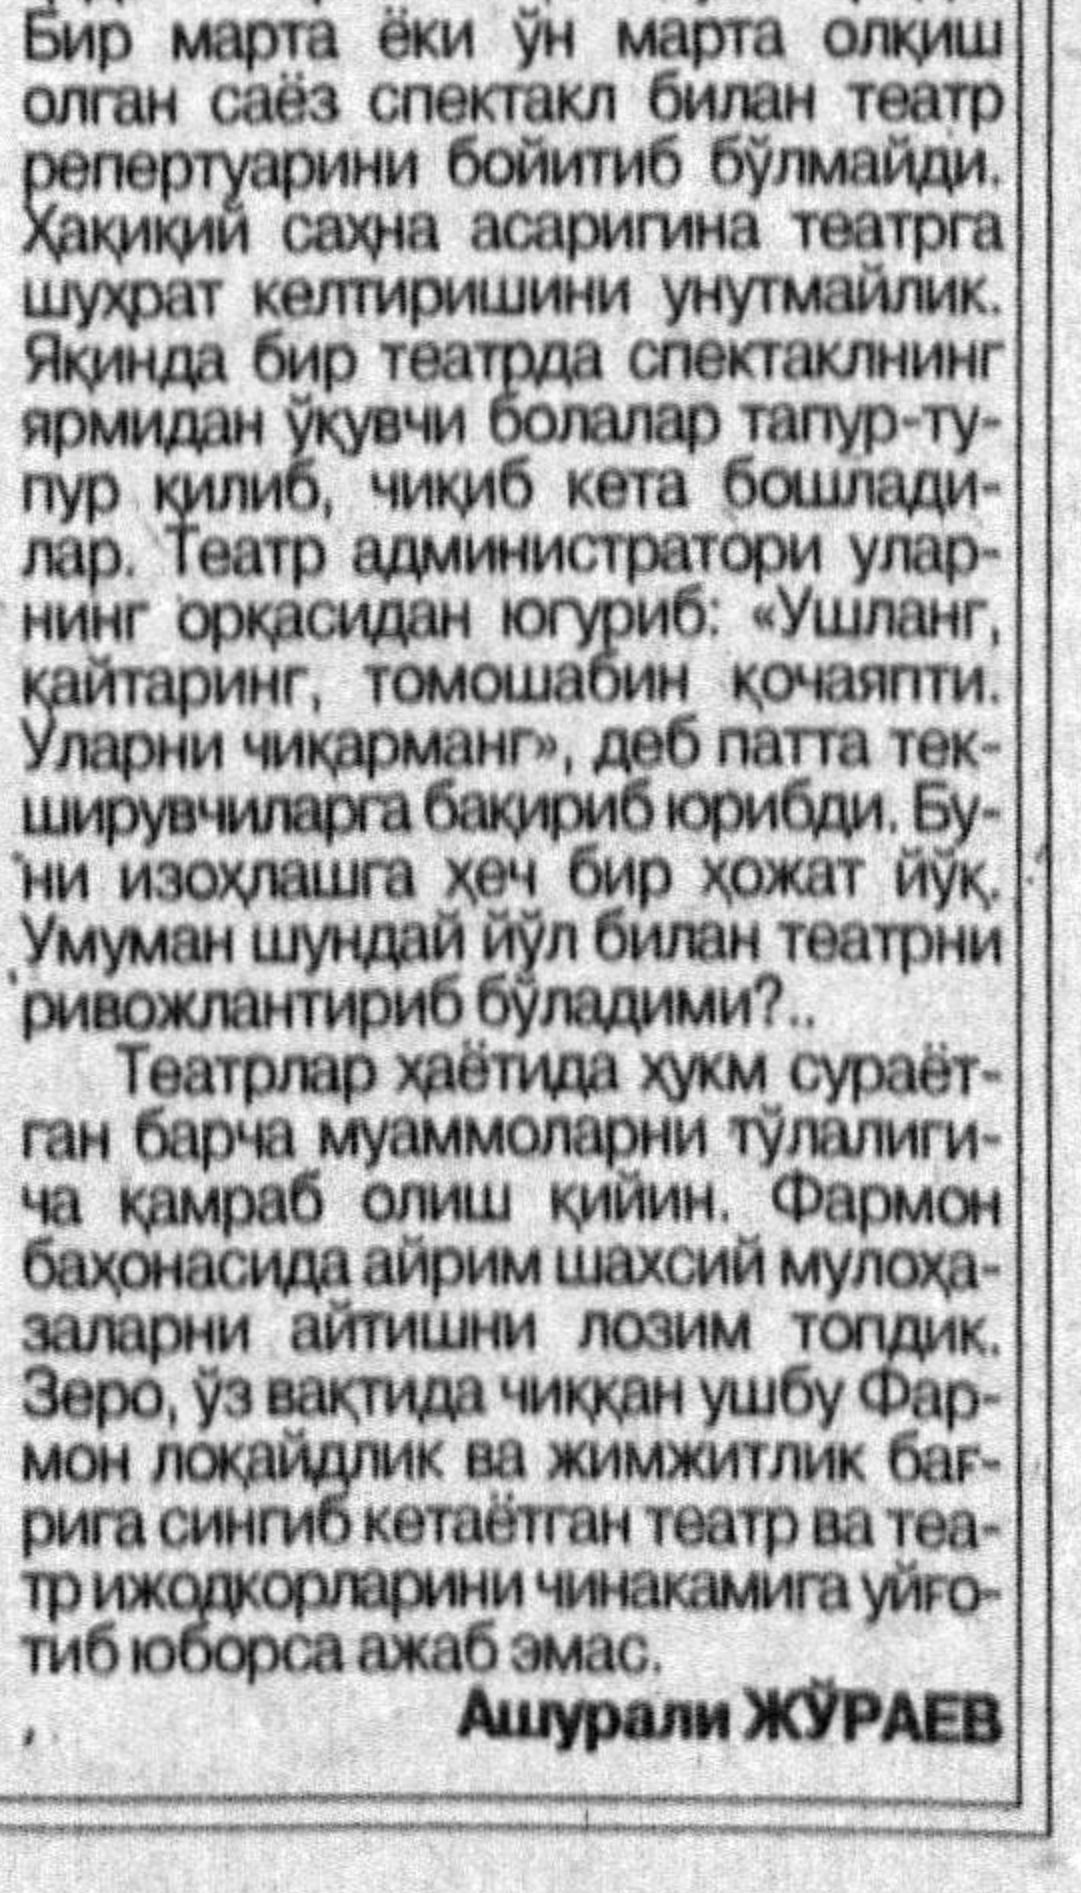 Бир марта ёки ўн марта олқиш
олган саёз спектакл билан театр
репертуарини бойитиб бўлмайди.
Ҳақиқий саҳна асаригина театрга
шуҳрат келтиришини унутмайлик.
Яқинда бир театрда спектаклнинг
ярмидан ўқувчи болалар тапур-ту-
пур қилиб, чиқиб кета бошлади-
лар. Театр администратори улар-
нинг орқасидан югуриб: «Ушланг,
қайтаринг, томошабин қочаяпти.
Уларни чиқарманг», деб патта тек-
ширувчиларга бақириб юрибди. Бу-
ни изоҳлашга ҳеч бир ҳожат йўқ.
Умуман шундай йўл билан театрни
ривожлантириб бўладими?..
Театрлар ҳаётида ҳукм сураёт-
ган барча муаммоларни тўлалиги-
ча қамраб олиш қийин. Фармон
баҳонасида айрим шахсий мулоҳа-
заларни айтишни лозим топдик.
Зеро, ўз вақтида чиққан ушбу Фар-
мон лоқайдлик ва жимжитлик бағ-
рига сингиб кетаётган театр ва теа-
тр ижодкорларини чинакамига уйғо-
тиб юборса ажаб эмас.
Ашурали ЖЎРАЕВ